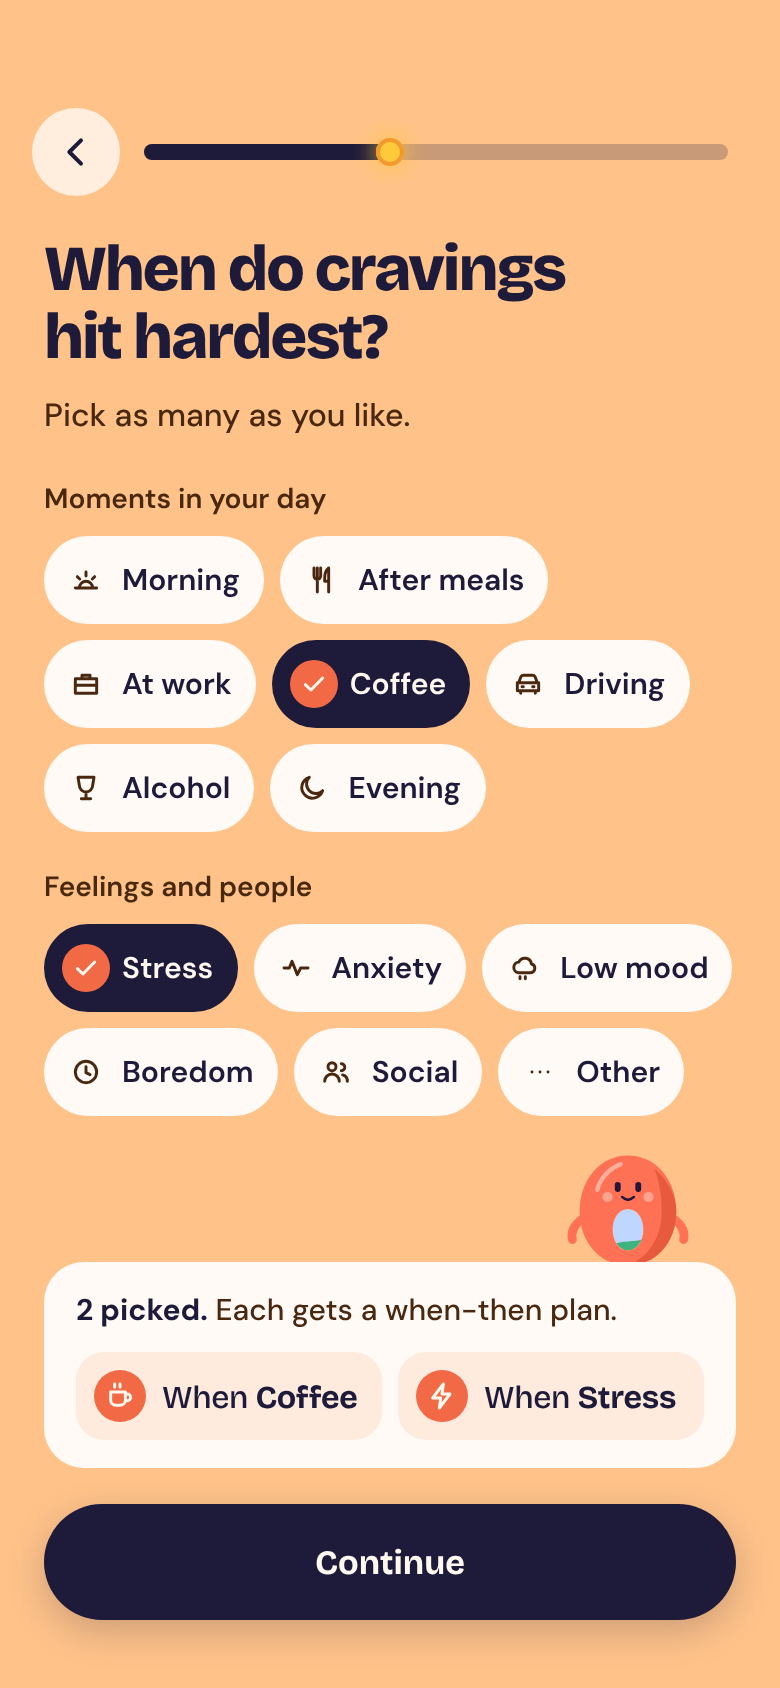 When do cravings
hit hardest?
Pick as many as you like.
Moments in your day
Morning
After meals
At work
Coffee
Driving
Alcohol
Evening
Feelings and people
Stress
Anxiety
Low mood
Boredom
Social
Other
2 picked. Each gets a when-then plan.
When Coffee
When Stress
Continue